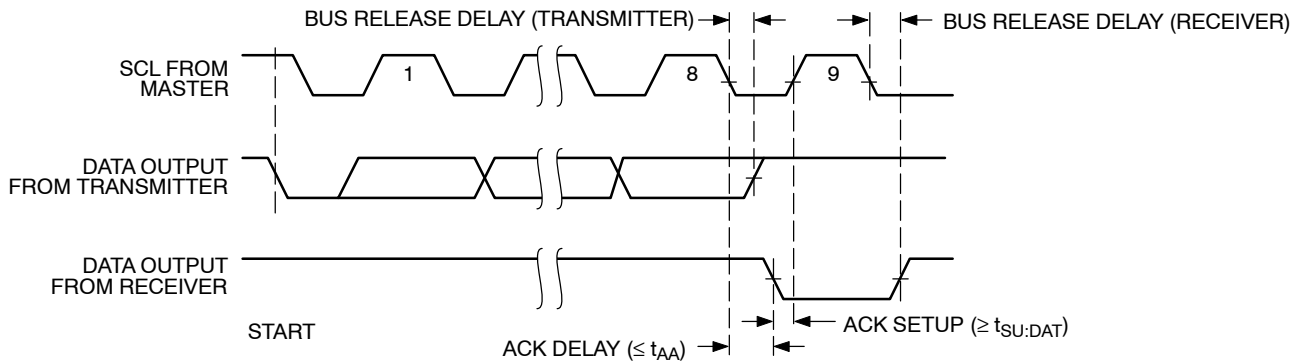 BUS RELEASE DELAY (TRANSMITTER)
BUS RELEASE DELAY (RECEIVER)
SCL FROM
MASTER
1
8
9
DATA OUTPUT
FROM TRANSMITTER
DATA OUTPUT
FROM RECEIVER
START
ACK SETUP (≥ tSU:DAT)
ACK DELAY (≤ tAA)